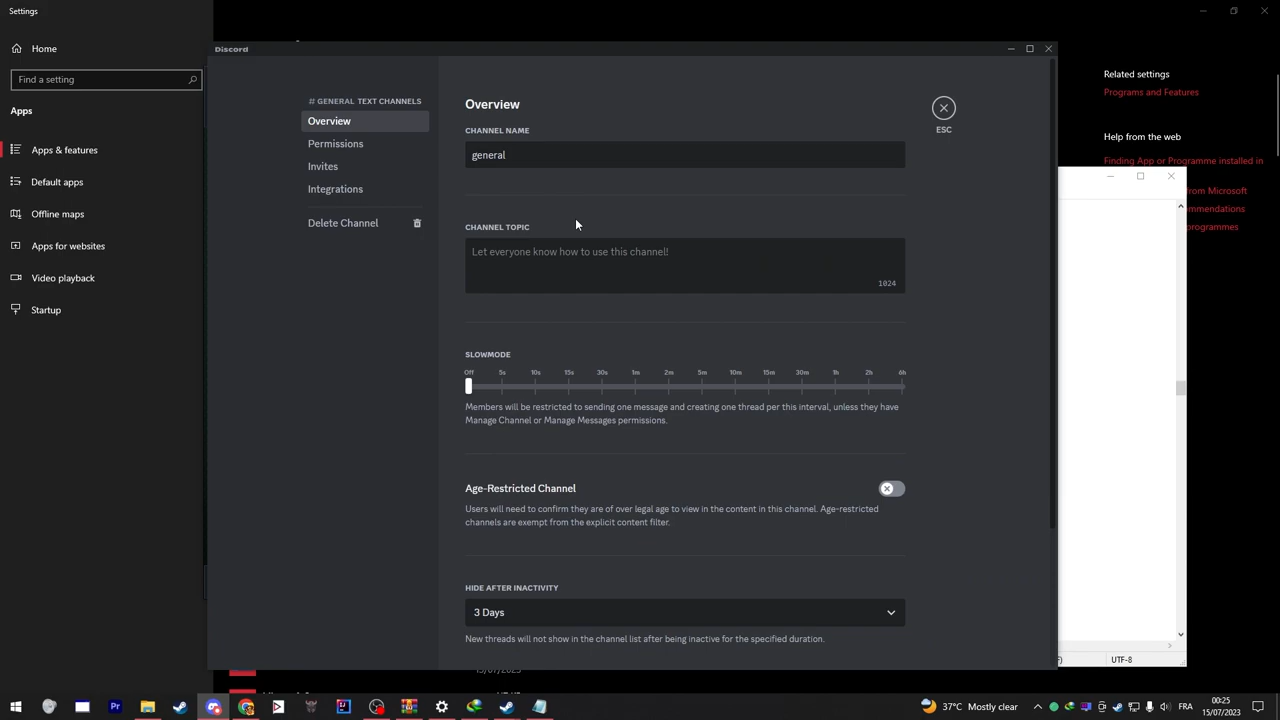 Settings
Home
Find a setting
Apps
Apps & features
Default apps
Offline maps
Apps for websites
Video playback
Startup
Discord
# GENERAL TEXT CHANNELS
Overview
Permissions
Invites
Integrations
Delete Channel
Overview
CHANNEL NAME
general
CHANNEL TOPIC
Let everyone know how to use this channel!
1024
SLOWMODE
Off 5s 10s 15s 30s 1m 2m 5m 10m 15m 30m 1h 2h 6h
Members will be restricted to sending one message and creating one thread per this interval, unless they have
Manage Channel or Manage Messages permissions.
Age-Restricted Channel
Users will need to confirm they are of over legal age to view in the content in this channel. Age-restricted
channels are exempt from the explicit content filter.
HIDE AFTER INACTIVITY
3 Days
New threads will not show in the channel list after being inactive for the specified duration.
ESC
Related settings
Programs and Features
Help from the web
Finding App or Programme installed in
from Microsoft
programmes
UTF-8
15/07/2023
Pr
37°C Mostly clear
FRA
00:25
15/07/2023